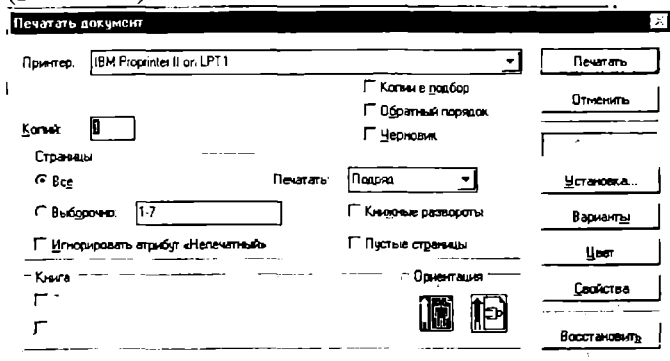 Печатать документ
Принтер: IBM Proprinter II on LPT1 Печатать
Копии в подбор
Обратный порядок Отменить
Копий: 1 Черновик
Страницы
Все Печатать: Подряд Установка...
Выборочно: 1-7 Книжные развороты Варианты
Игнорировать атрибут «Непечатный» Пустые страницы Цвет
Книга Ориентация
Свойства
Восстановить